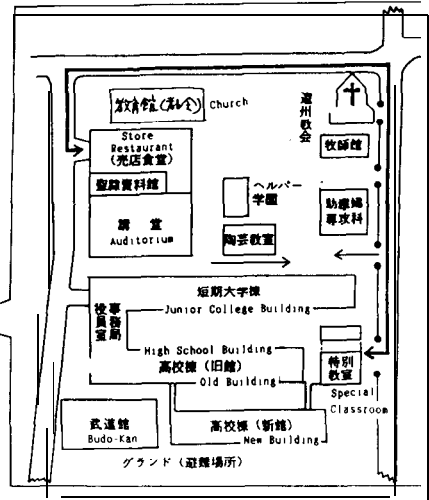 教育館(礼会) Church
遠州
教会
牧師館
Store
Restaurant
(売店食堂)
聖隷資料館
講 堂
Auditorium
ヘルパー
学園
陶芸教室
助産婦
専攻科
短期大学棟
Junior College Building
事務局
役員室
High School Building
高校棟(旧館)
Old Building
特別
教室
Special
Classroom
武道館
Budo-Kan
高校棟(新館)
New Building
グランド(避難場所)